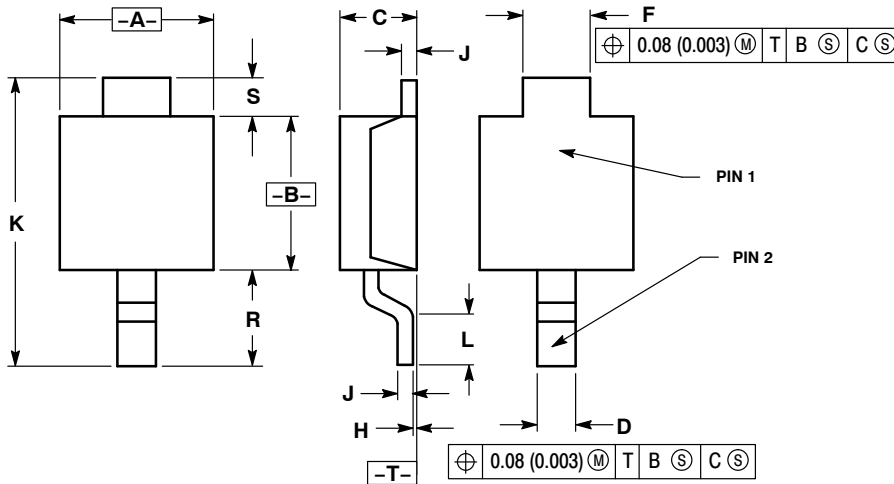 –A–
C
F
⌖ 0.08 (0.003) Ⓜ T B Ⓢ C Ⓢ
J
S
–B–
K
PIN 1
PIN 2
R
L
J
H
D
⌖ 0.08 (0.003) Ⓜ T B Ⓢ C Ⓢ
–T–